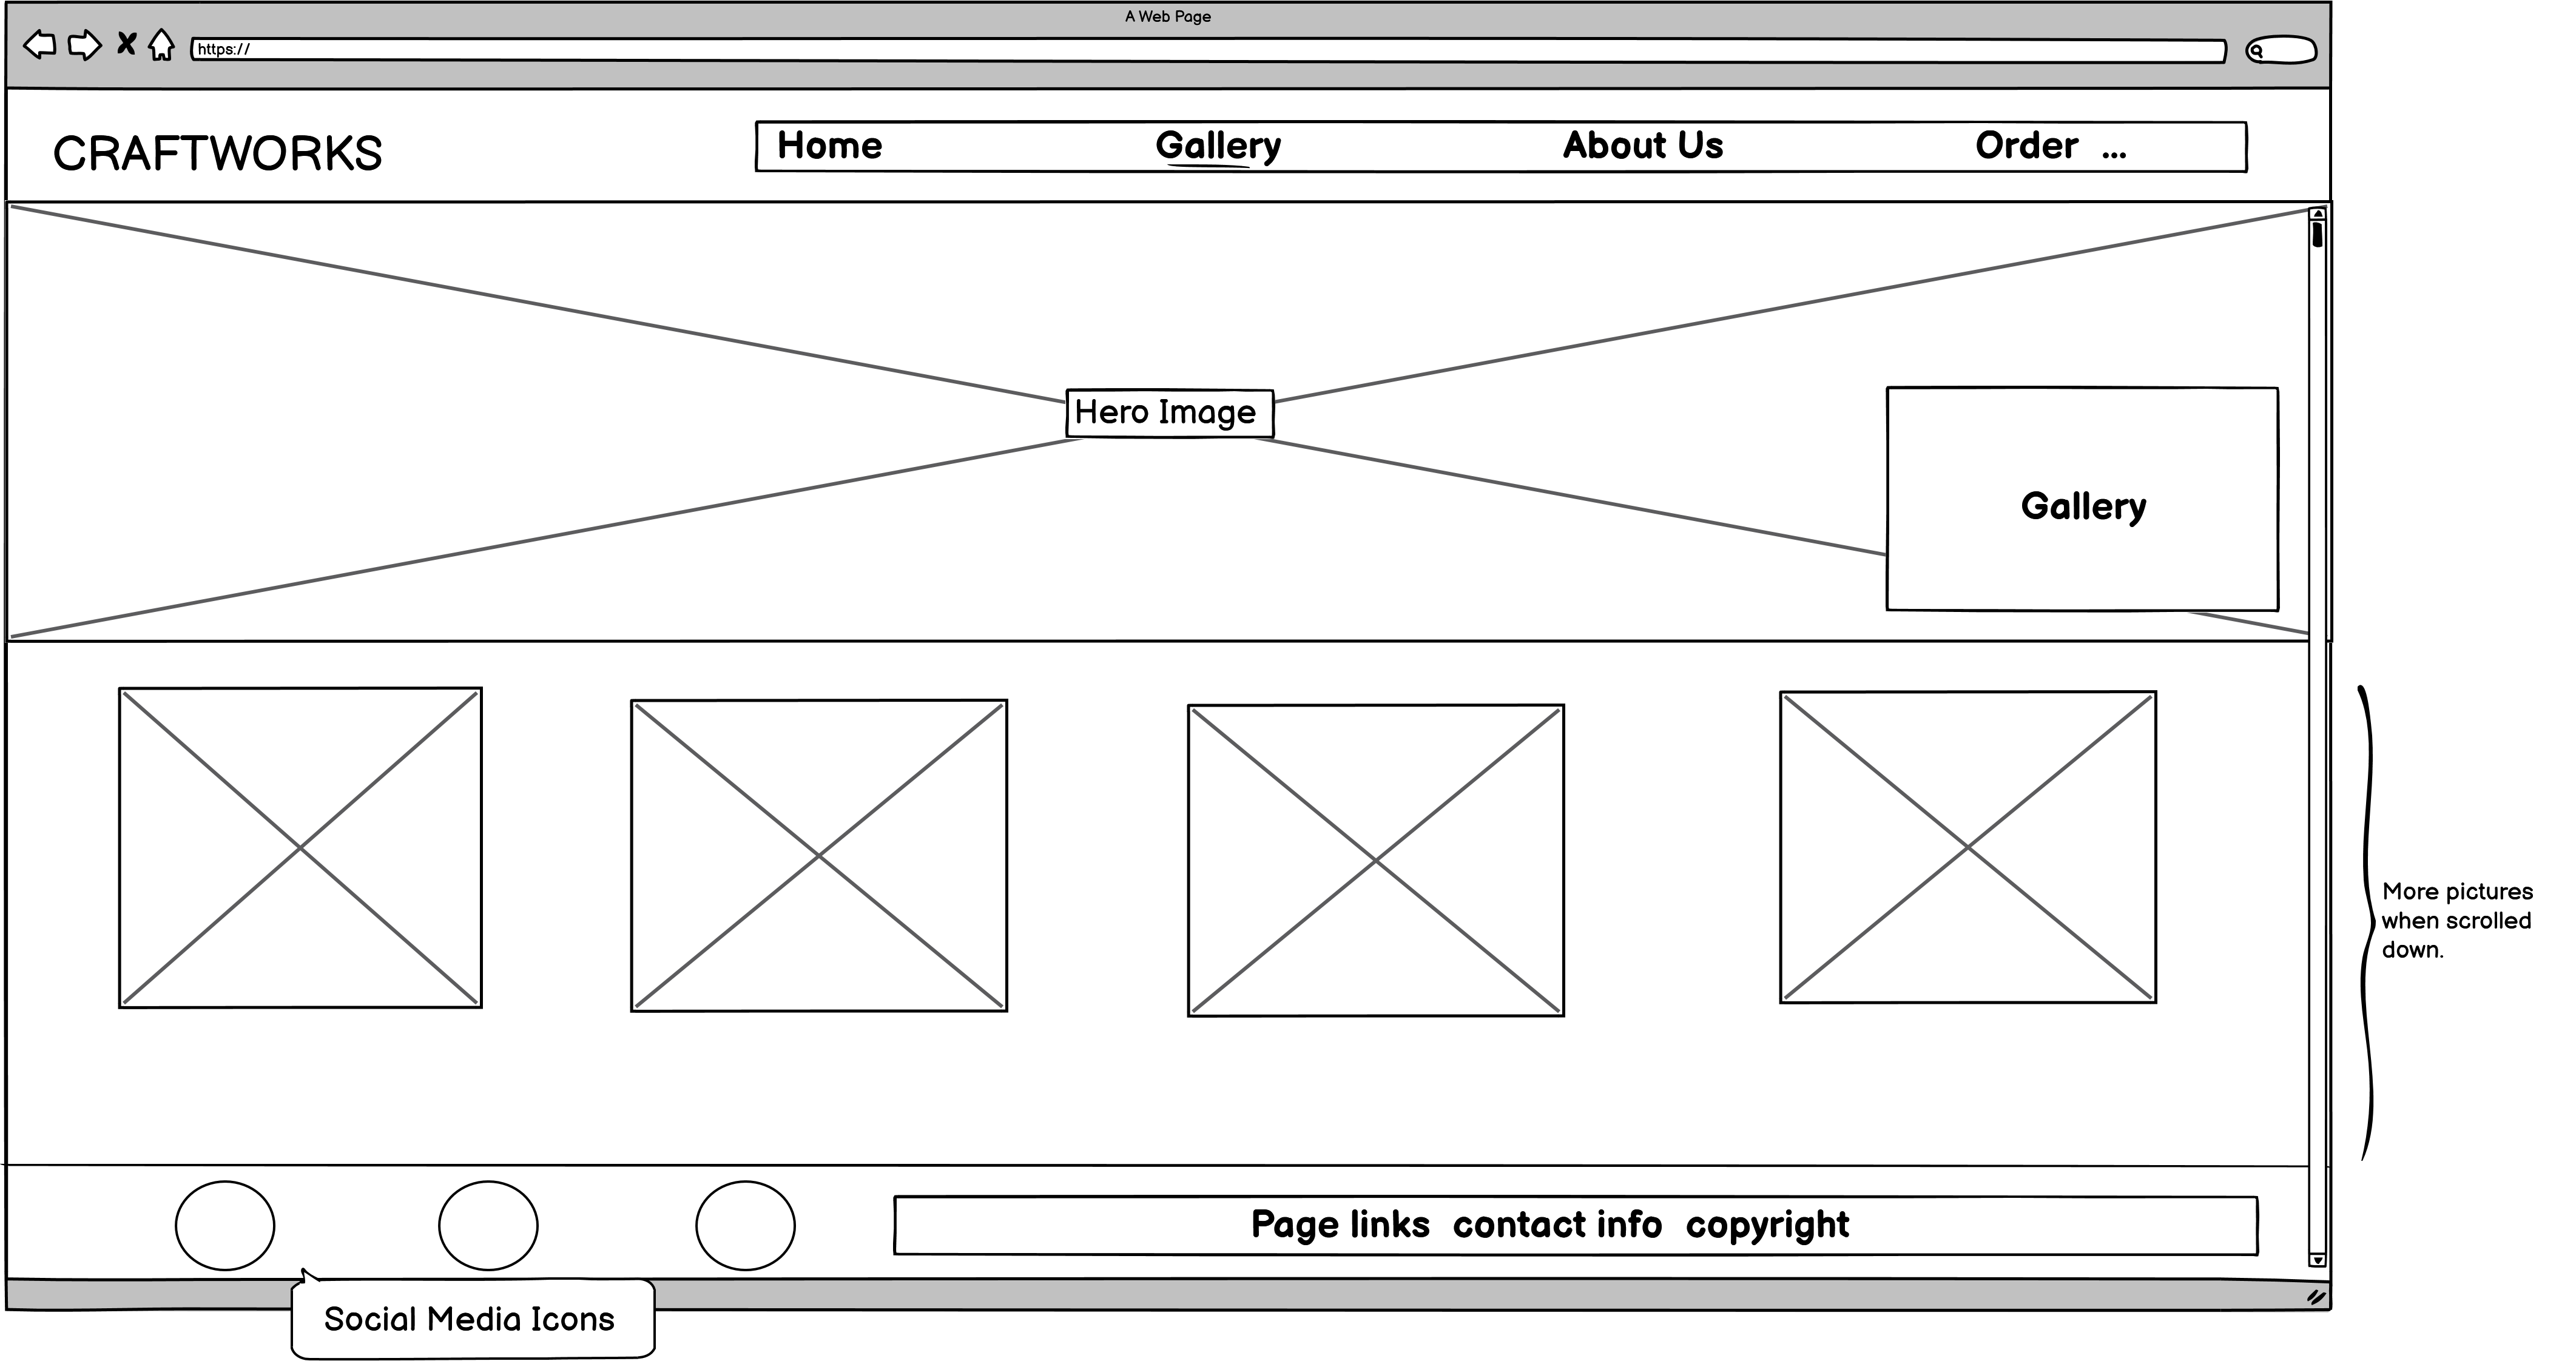 A Web Page
https://
CRAFTWORKS
Home Gallery About Us Order ...
Hero Image
Gallery
More pictures
when scrolled
down.
Page links contact info copyright
Social Media Icons